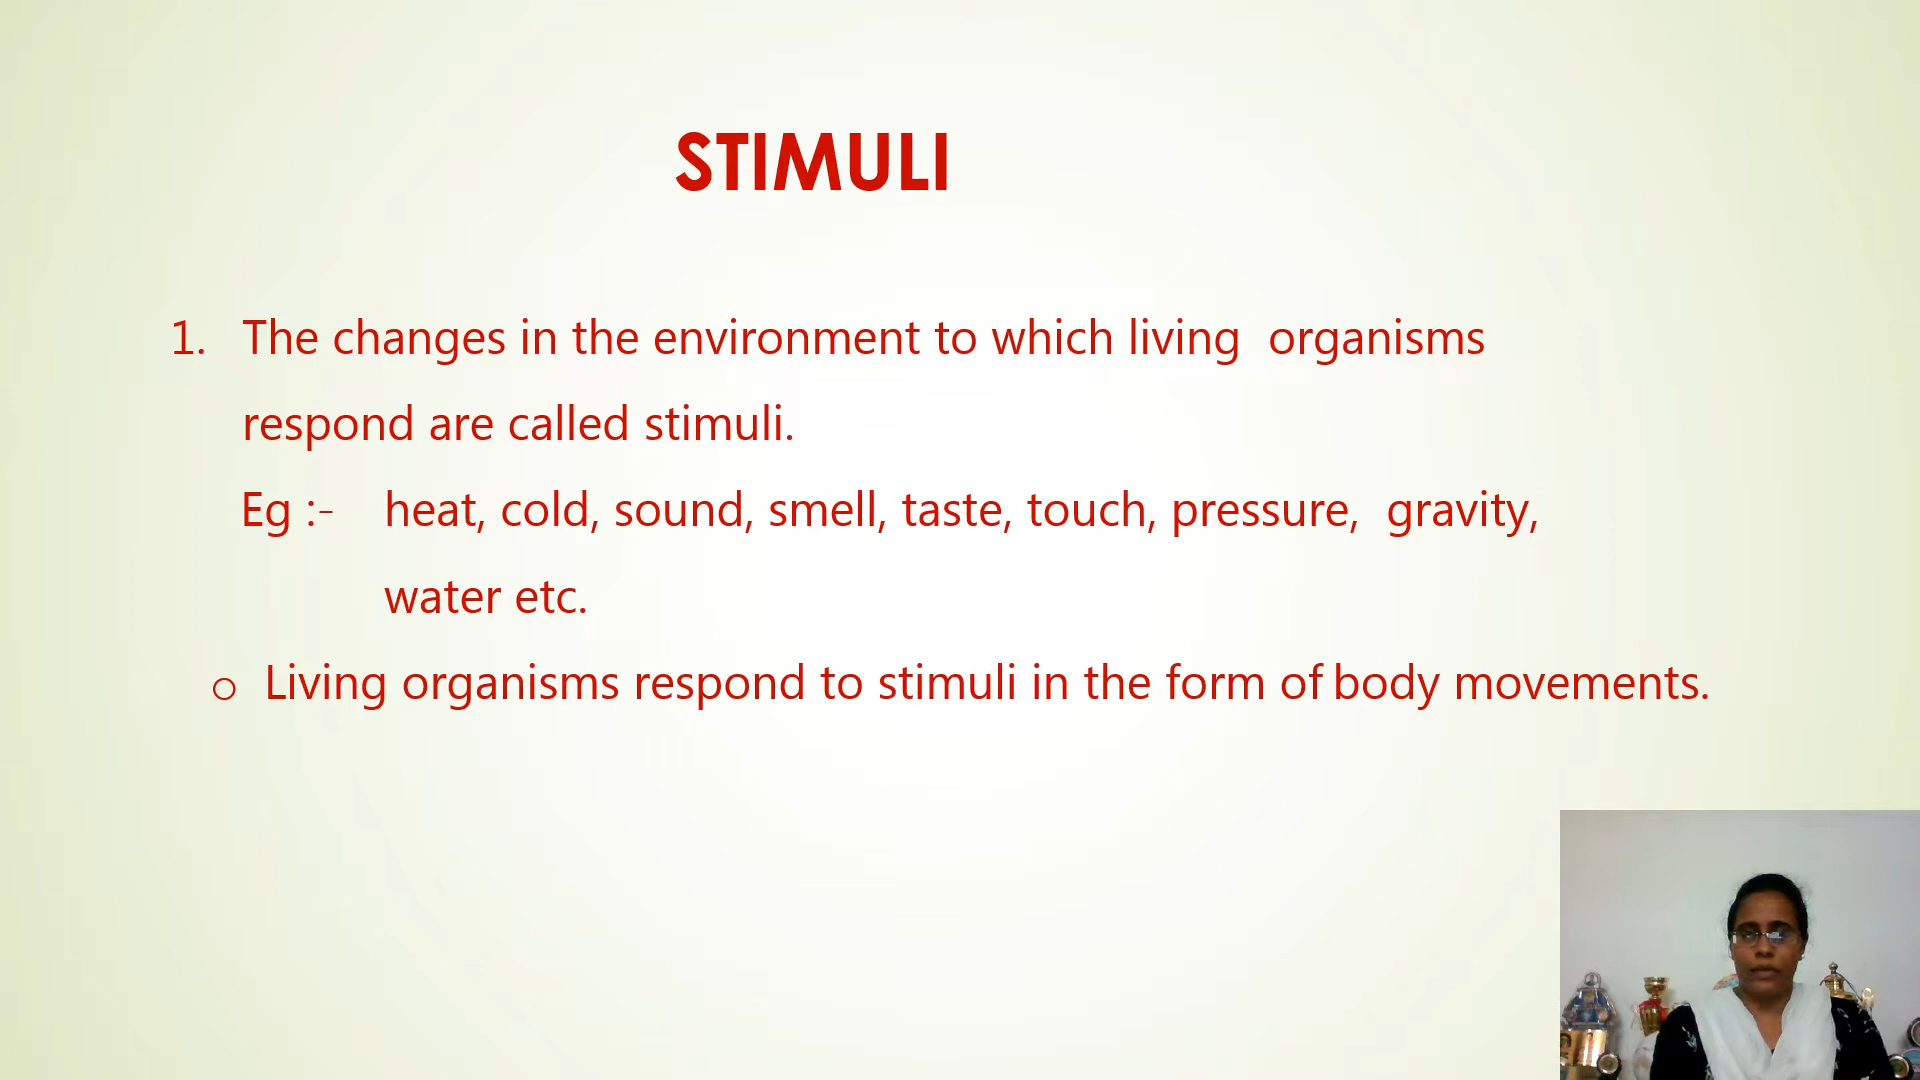 STIMULI
1. The changes in the environment to which living organisms
respond are called stimuli.
Eg :- heat, cold, sound, smell, taste, touch, pressure, gravity,
water etc.
o Living organisms respond to stimuli in the form of body movements.